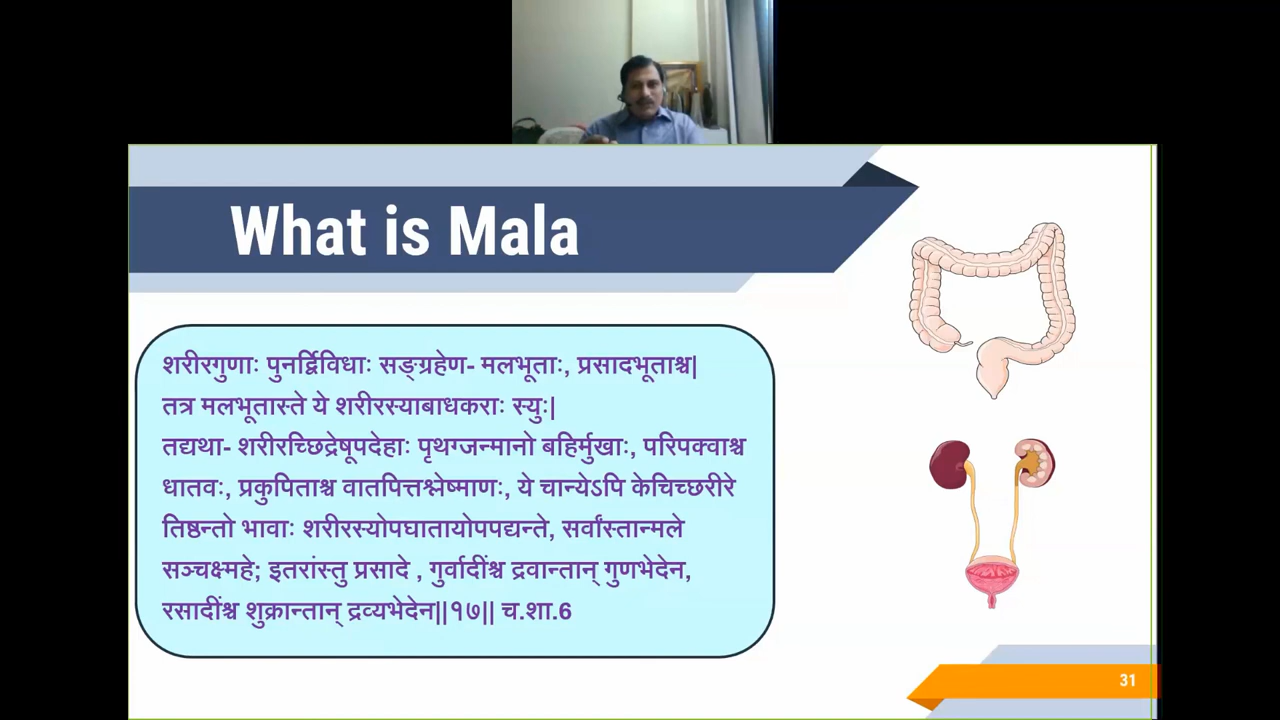 What is Mala
शरीरगुणाः पुनर्द्विविधाः सङ्ग्रहेण- मलभूताः, प्रसादभूताश्च|
तत्र मलभूतास्ते ये शरीरस्याबाधकराः स्युः|
तद्यथा- शरीरच्छिद्रेषूपदेहाः पृथग्जन्मानो बहिर्मुखाः, परिपक्वाश्च
धातवः, प्रकुपिताश्च वातपित्तश्लेष्माणः, ये चान्येऽपि केचिच्छरीरे
तिष्ठन्तो भावाः शरीरस्योपघातायोपपद्यन्ते, सर्वांस्तान्मले
सञ्चक्ष्महे; इतरांस्तु प्रसादे , गुर्वादींश्च द्रवान्तान् गुणभेदेन,
रसादींश्च शुक्रान्तान् द्रव्यभेदेन||१७|| च.शा.6
31